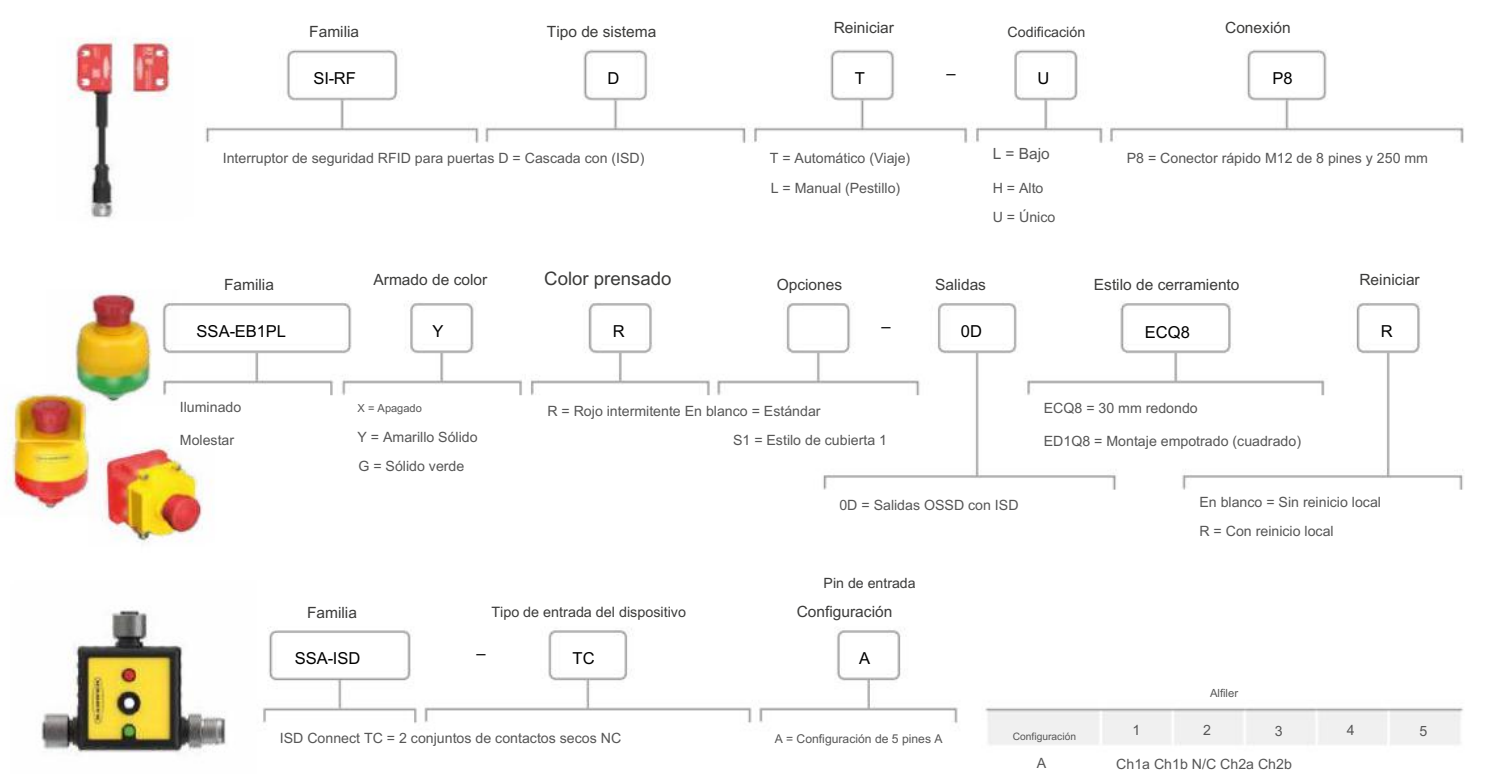 Familia Tipo de sistema Reiniciar Codificación Conexión
SI-RF D T – U P8
Interruptor de seguridad RFID para puertas D = Cascada con (ISD)
T = Automático (Viaje)
L = Manual (Pestillo)
L = Bajo
H = Alto
U = Único
P8 = Conector rápido M12 de 8 pines y 250 mm
Familia Armado de color Color prensado Opciones Salidas Estilo de cerramiento Reiniciar
SSA-EB1PL Y R – 0D ECQ8 R
Iluminado
Molestar
X = Apagado
Y = Amarillo Sólido
G = Sólido verde
R = Rojo intermitente En blanco = Estándar
S1 = Estilo de cubierta 1
ECQ8 = 30 mm redondo
ED1Q8 = Montaje empotrado (cuadrado)
0D = Salidas OSSD con ISD
En blanco = Sin reinicio local
R = Con reinicio local
Familia Tipo de entrada del dispositivo
Pin de entrada
Configuración
SSA-ISD – TC A
ISD Connect TC = 2 conjuntos de contactos secos NC
A = Configuración de 5 pines A
Alfiler
Configuración 1 2 3 4 5
A Ch1a Ch1b N/C Ch2a Ch2b